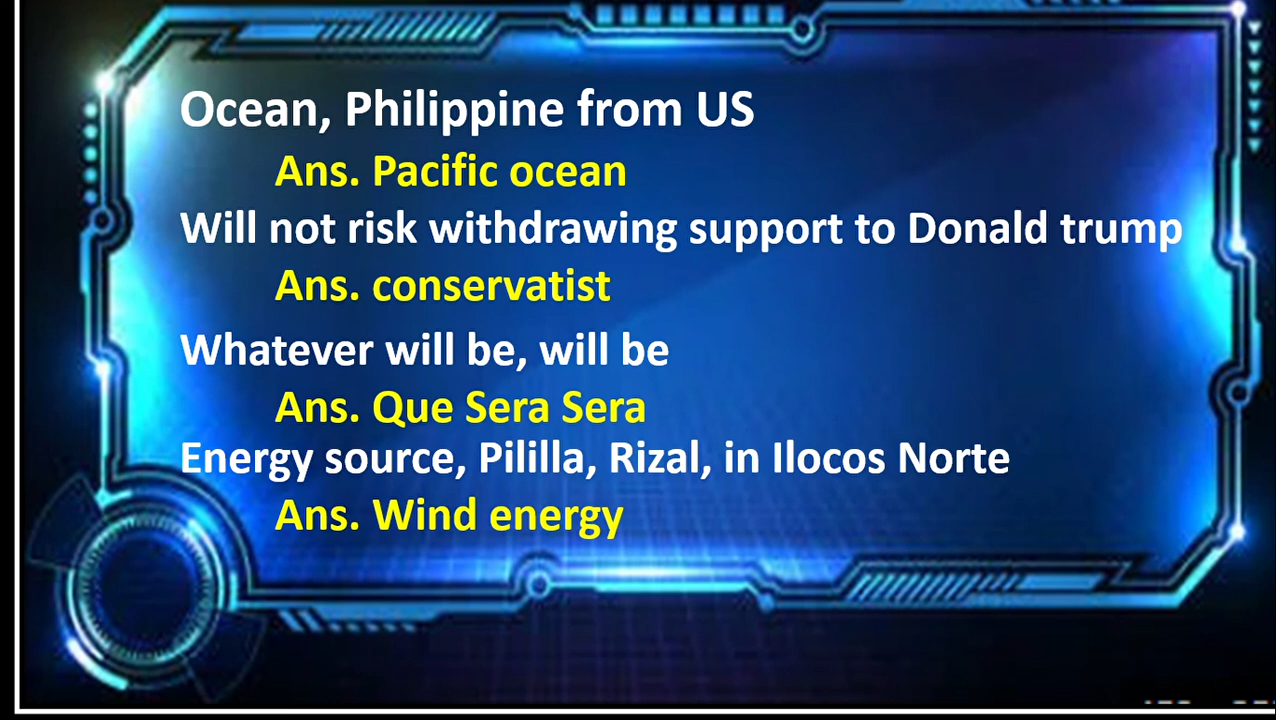 Ocean, Philippine from US
Ans. Pacific ocean
Will not risk withdrawing support to Donald trump
Ans. conservatist
Whatever will be, will be
Ans. Que Sera Sera
Energy source, Pililla, Rizal, in Ilocos Norte
Ans. Wind energy